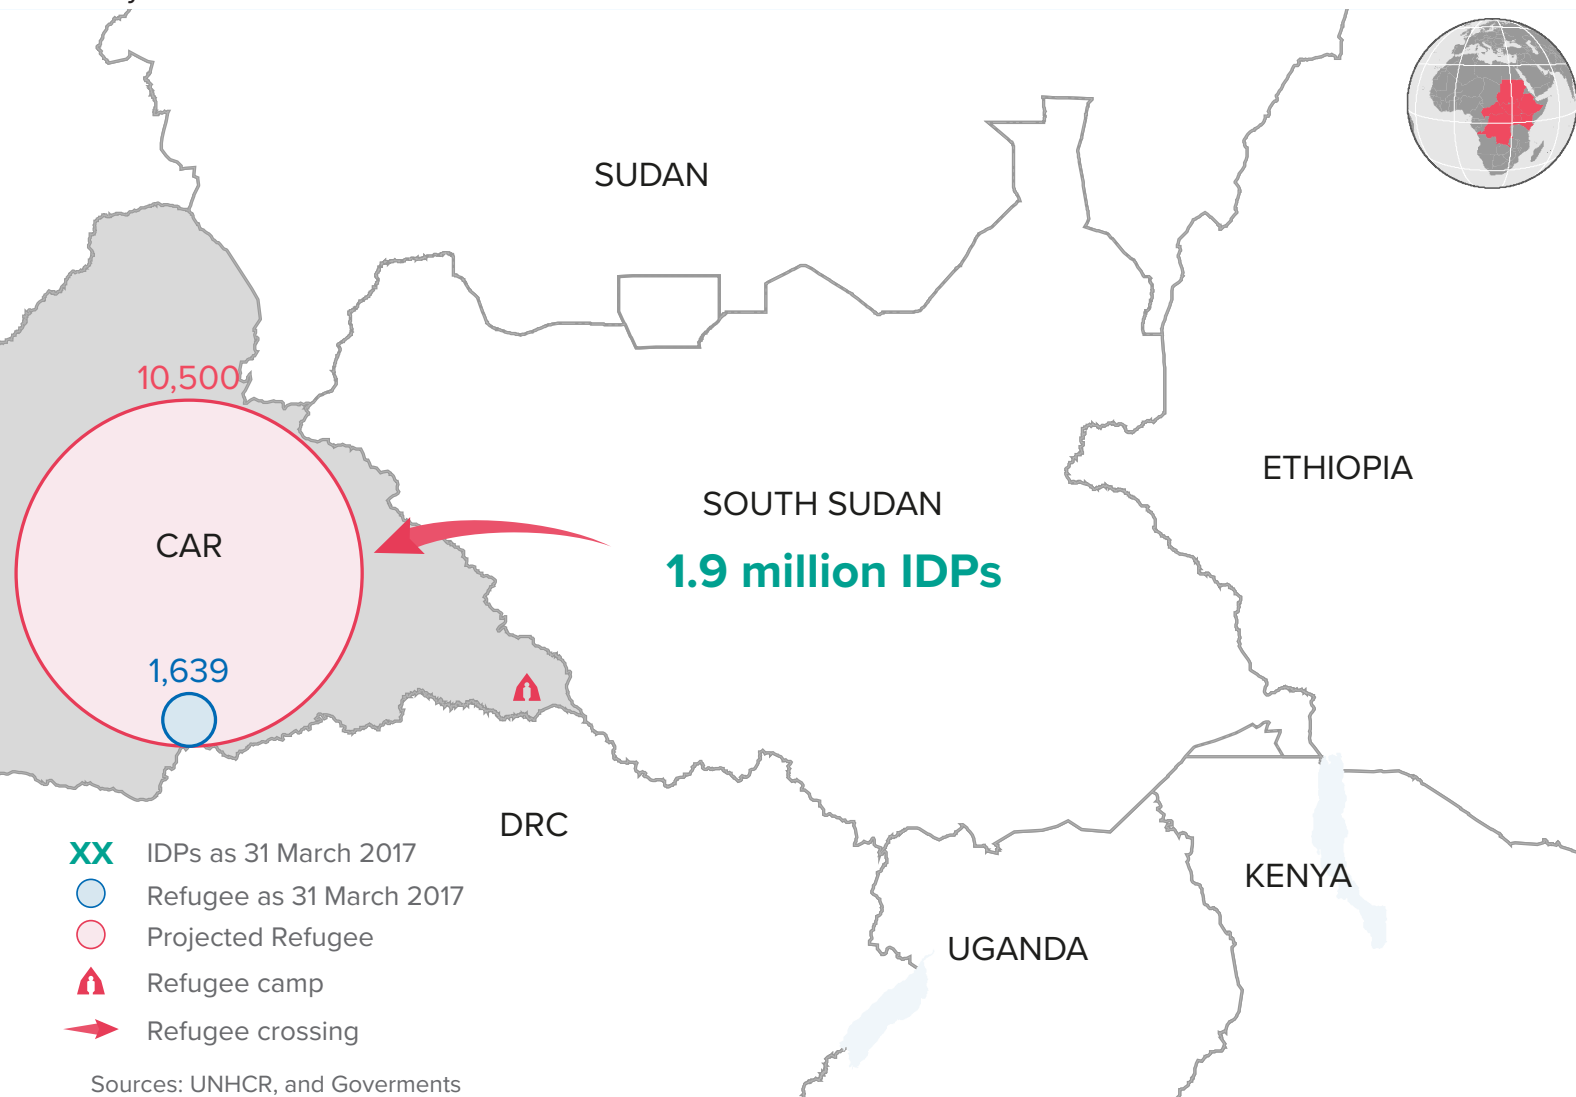 SUDAN
10,500
ETHIOPIA
SOUTH SUDAN
CAR
1.9 million IDPs
1,639
DRC
XX IDPs as 31 March 2017
Refugee as 31 March 2017
KENYA
Projected Refugee
UGANDA
Refugee camp
Refugee crossing
Sources: UNHCR, and Goverments